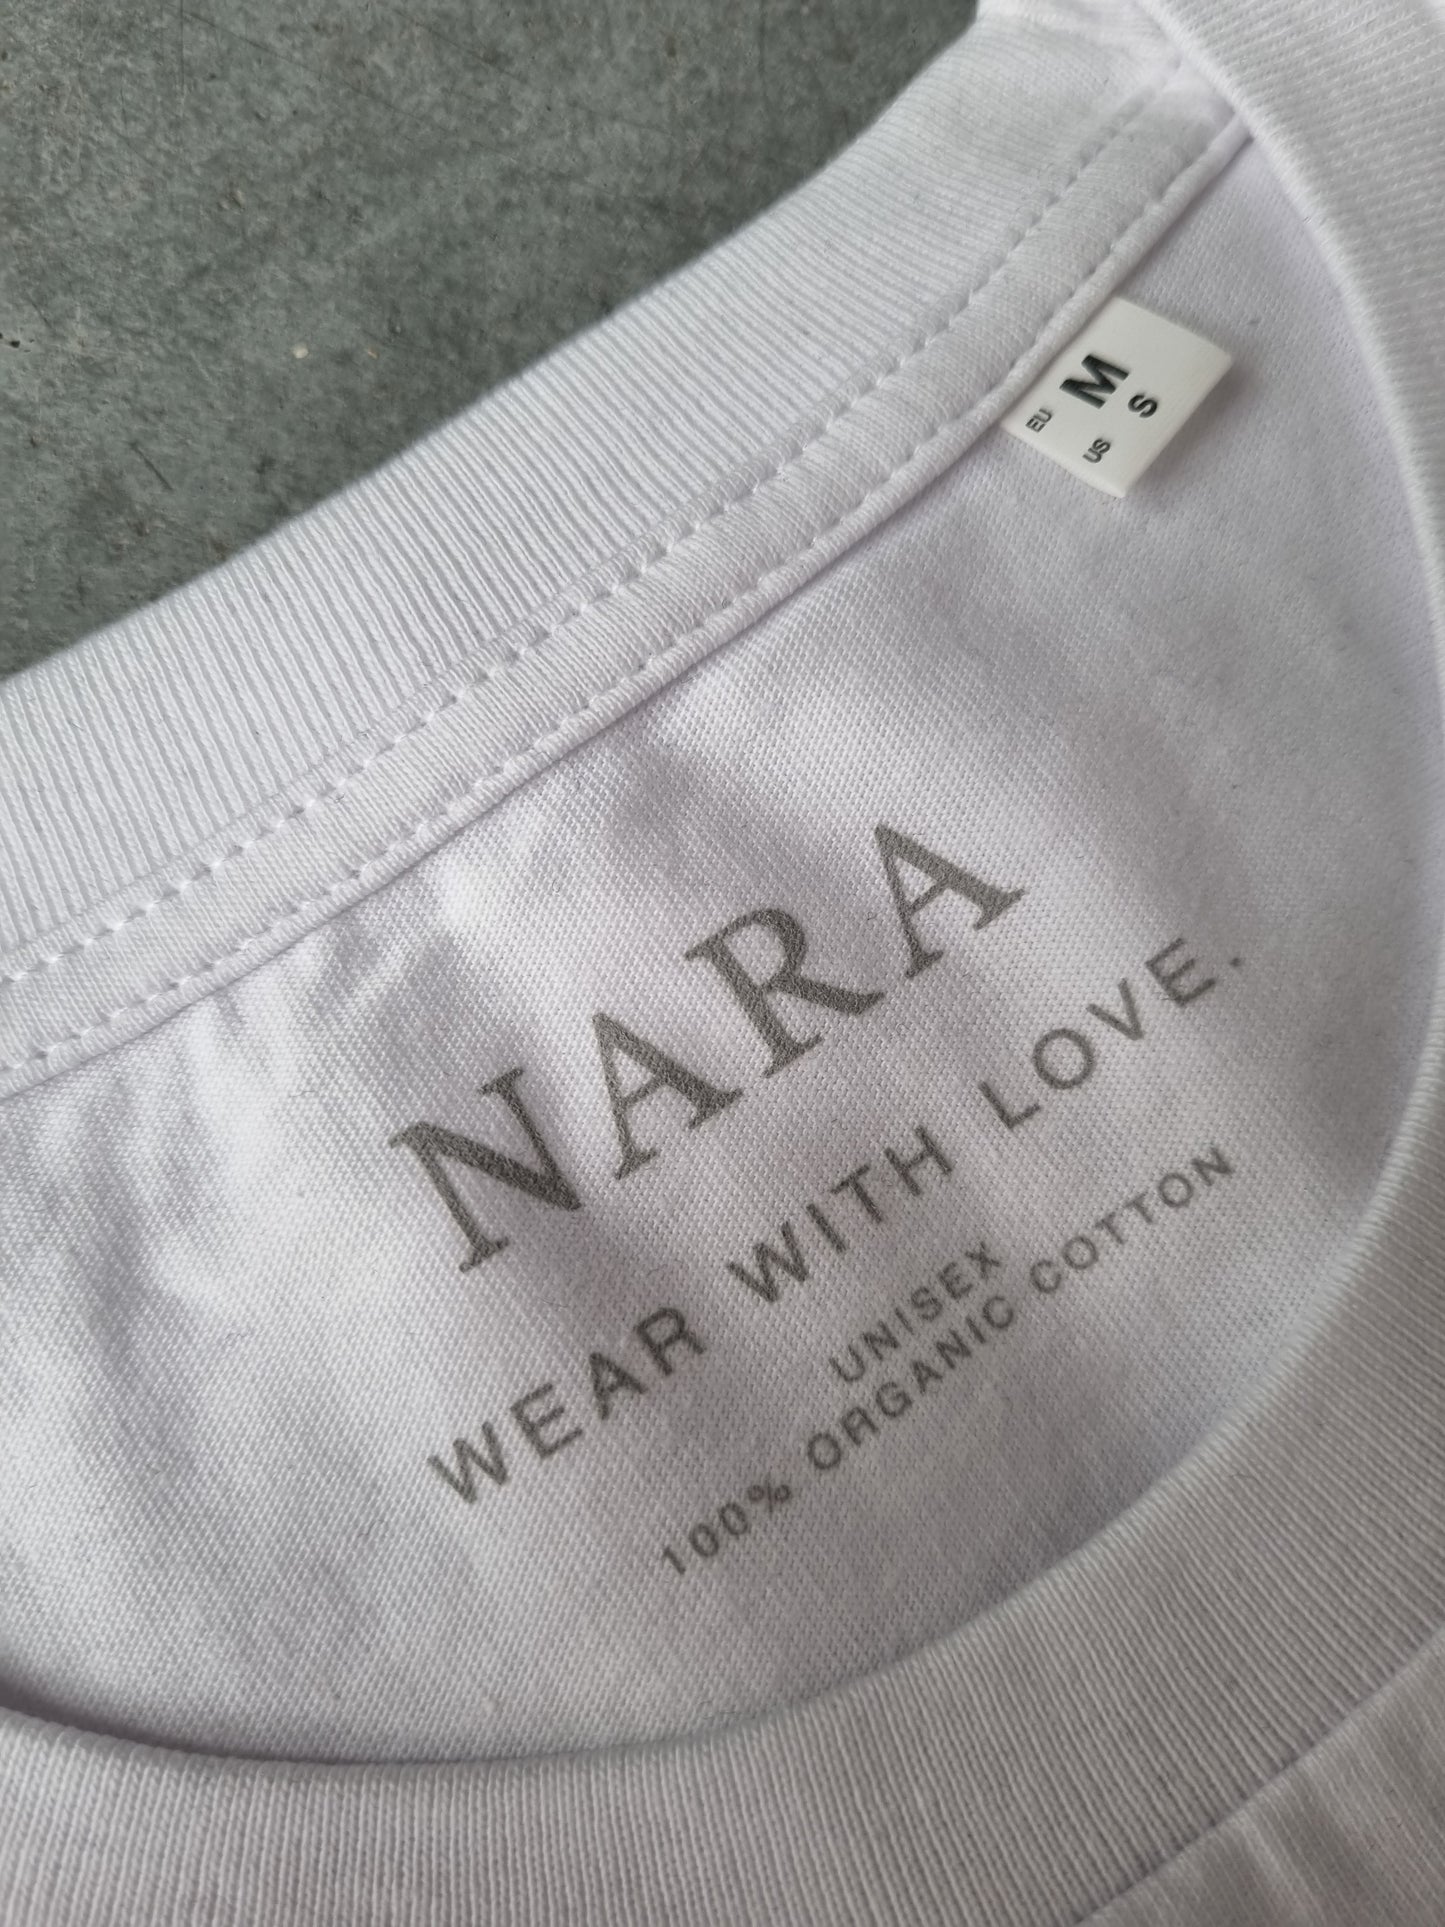 EU M
US S
NARA
WEAR WITH LOVE.
UNISEX
100% ORGANIC COTTON